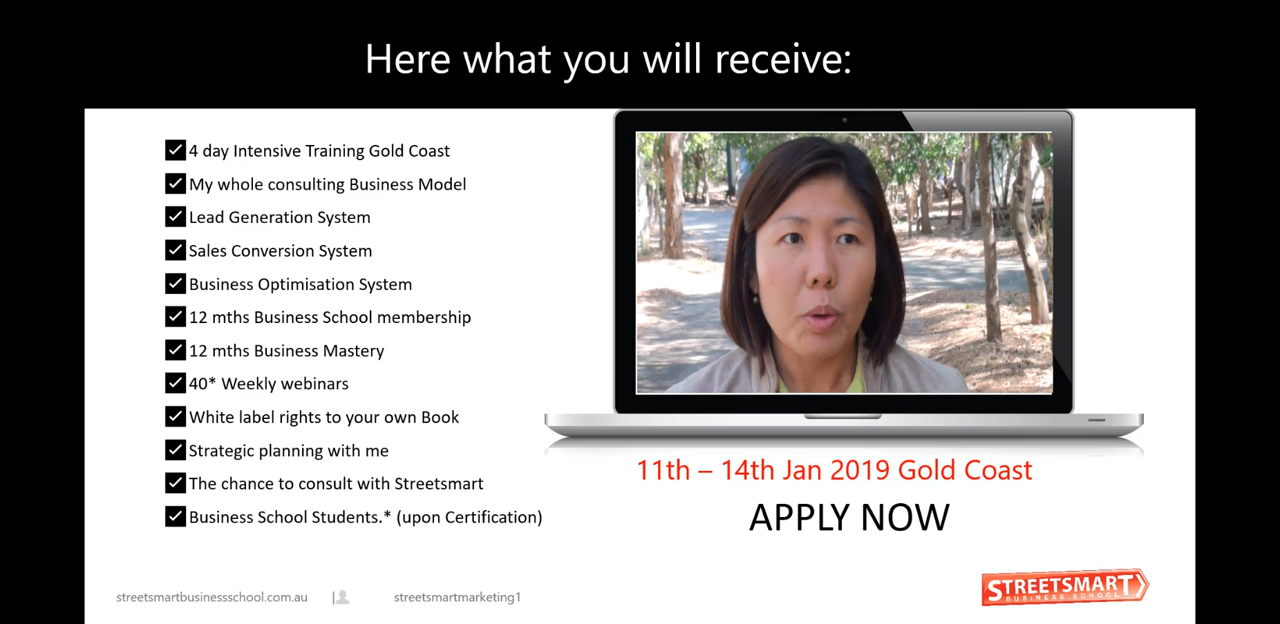 Here what you will receive:
4 day Intensive Training Gold Coast
My whole consulting Business Model
Lead Generation System
Sales Conversion System
Business Optimisation System
12 mths Business School membership
12 mths Business Mastery
40* Weekly webinars
White label rights to your own Book
Strategic planning with me
The chance to consult with Streetsmart
Business School Students.* (upon Certification)
11th – 14th Jan 2019 Gold Coast
APPLY NOW
streetsmartbusinessschool.com.au
streetsmartmarketing1
STREETSMART
BUSINESS SCHOOL